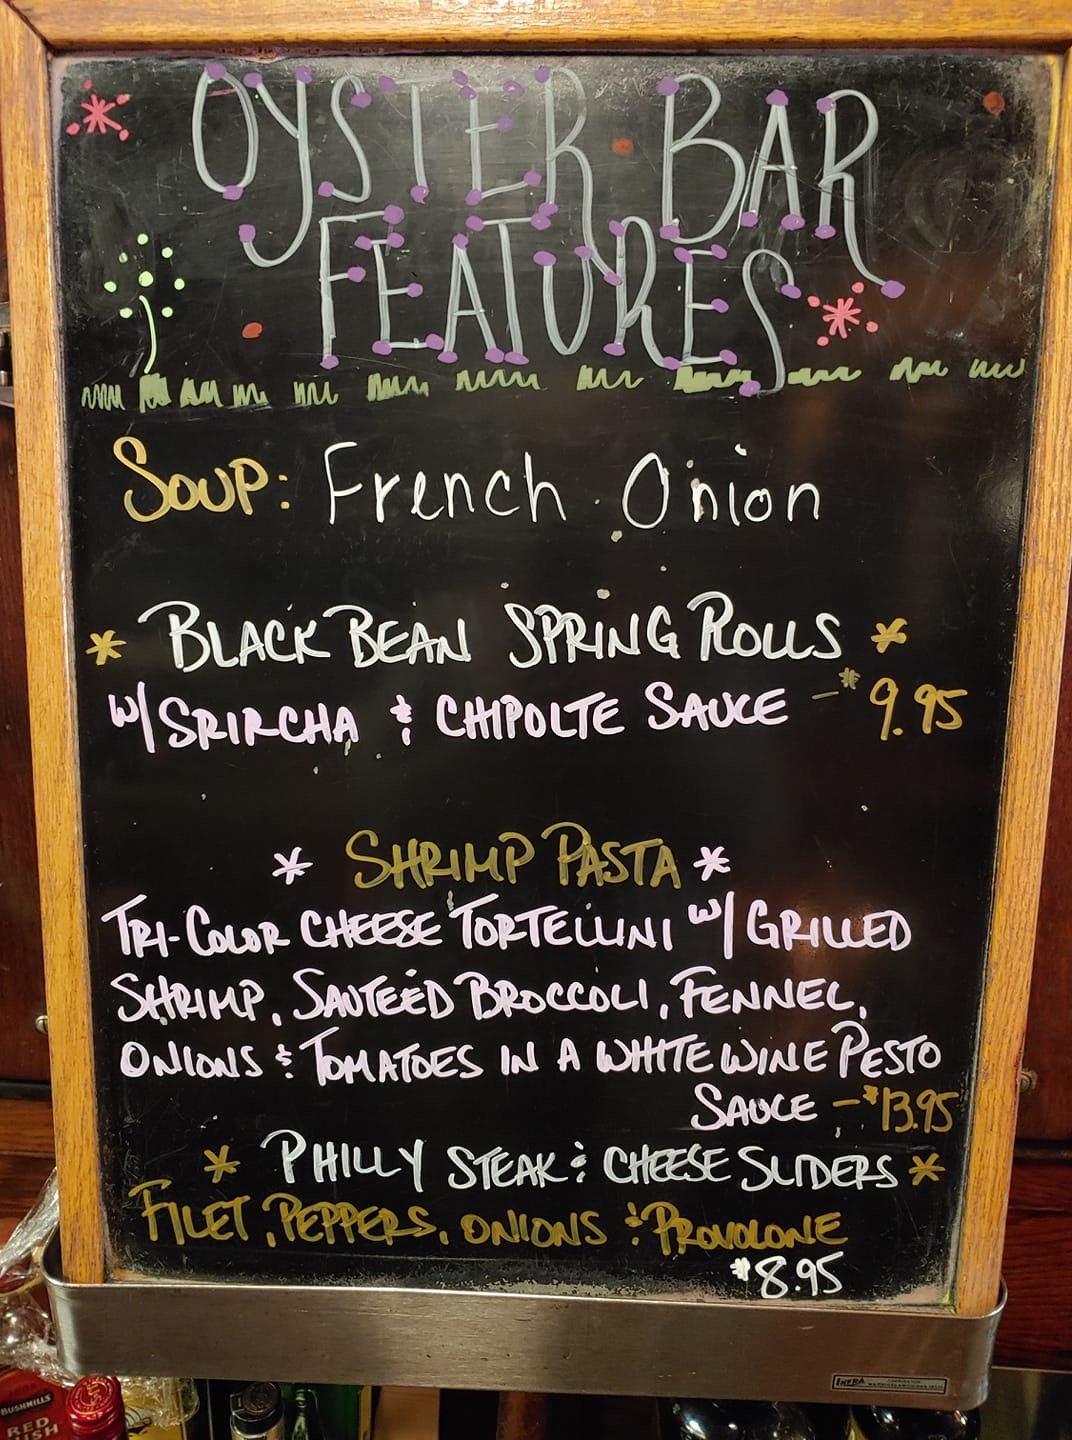 OYSTER BAR
FEATURES
SOUP: French Onion
* BLACK BEAN SPRING ROLLS *
W/ SRIRCHA & CHIPOLTE SAUCE - $9.95
* SHRIMP PASTA *
TRI-COLOR CHEESE TORTELLINI W/ GRILLED
SHRIMP, SAUTEED BROCCOLI, FENNEL,
ONIONS & TOMATOES IN A WHITE WINE PESTO
SAUCE - $13.95
* PHILLY STEAK & CHEESE SLIDERS *
FILET, PEPPERS, ONIONS & PROVOLONE
$8.95
INFRA
BUSHMILLS
RED